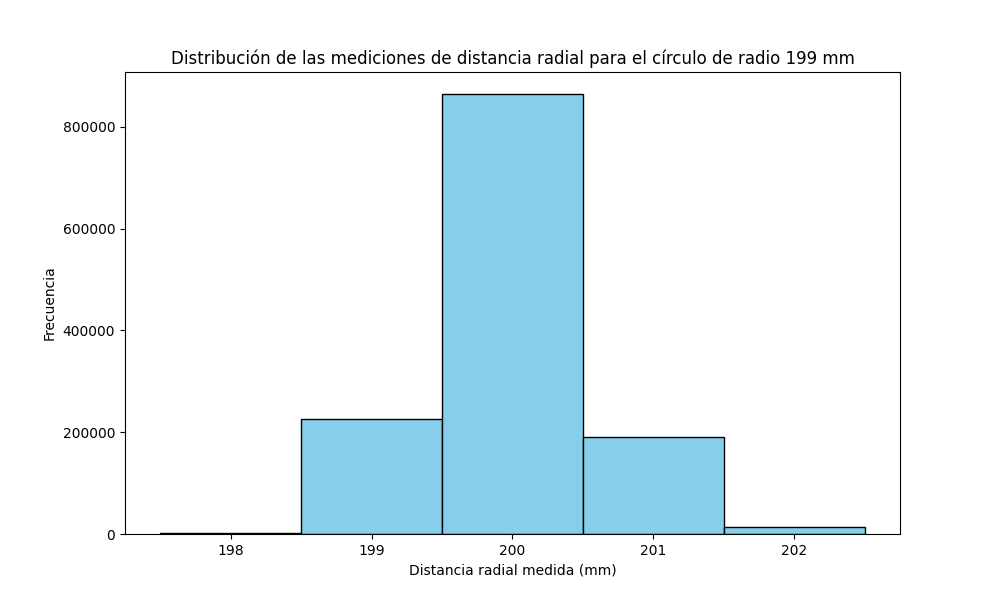 Distribución de las mediciones de distancia radial para el círculo de radio 199 mm
800000
600000
400000
200000
0
Frecuencia
198 199 200 201 202
Distancia radial medida (mm)